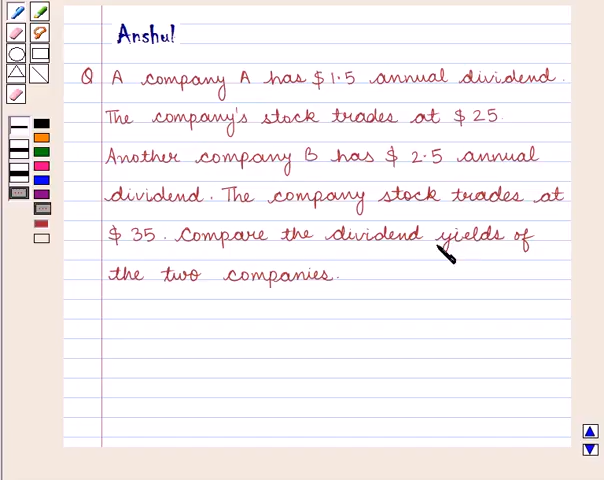 Anshul
Q A company A has $1.5 annual dividend.
The company's stock trades at $25.
Another company B has $2.5 annual
dividend. The company stock trades at
$35. Compare the dividend yields of
the two companies.